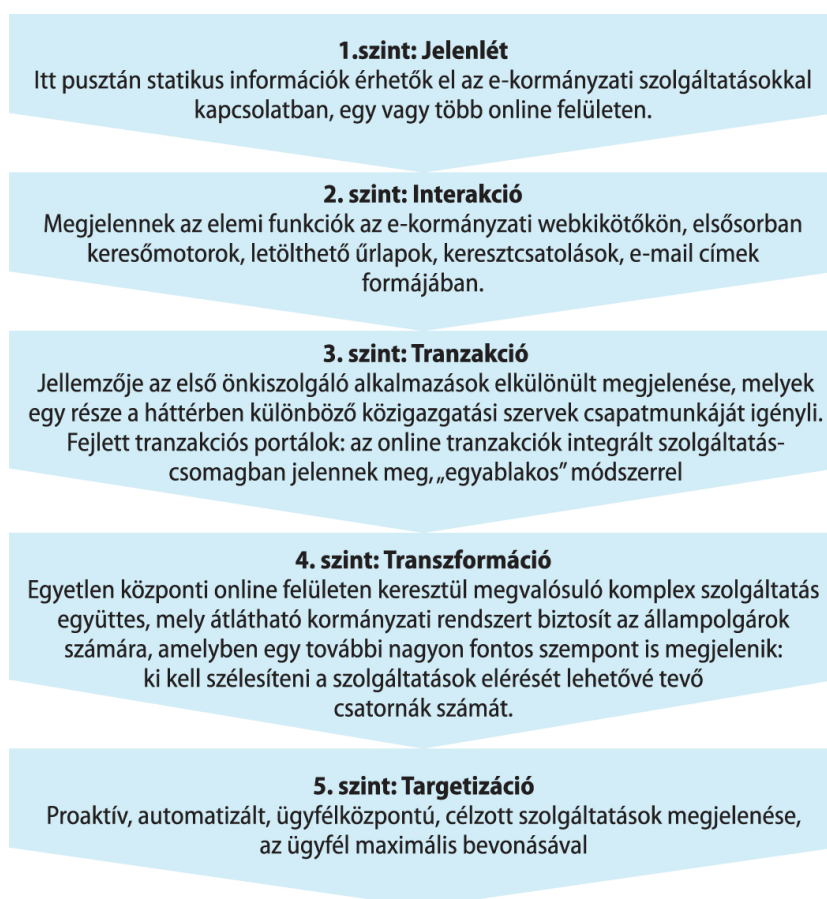 1.szint: Jelenlét
Itt pusztán statikus információk érhetők el az e-kormányzati szolgáltatásokkal
kapcsolatban, egy vagy több online felületen.
2. szint: Interakció
Megjelennek az elemi funkciók az e-kormányzati webkikötőkön, elsősorban
keresőmotorok, letölthető űrlapok, keresztcsatolások, e-mail címek
formájában.
3. szint: Tranzakció
Jellemzője az első önkiszolgáló alkalmazások elkülönült megjelenése, melyek
egy része a háttérben különböző közigazgatási szervek csapatmunkáját igényli.
Fejlett tranzakciós portálok: az online tranzakciók integrált szolgáltatás-
csomagban jelennek meg, „egyablakos” módszerrel
4. szint: Transzformáció
Egyetlen központi online felületen keresztül megvalósuló komplex szolgáltatás
együttes, mely átlátható kormányzati rendszert biztosít az állampolgárok
számára, amelyben egy további nagyon fontos szempont is megjelenik:
ki kell szélesíteni a szolgáltatások elérését lehetővé tevő
csatornák számát.
5. szint: Targetizáció
Proaktív, automatizált, ügyfélközpontú, célzott szolgáltatások megjelenése,
az ügyfél maximális bevonásával